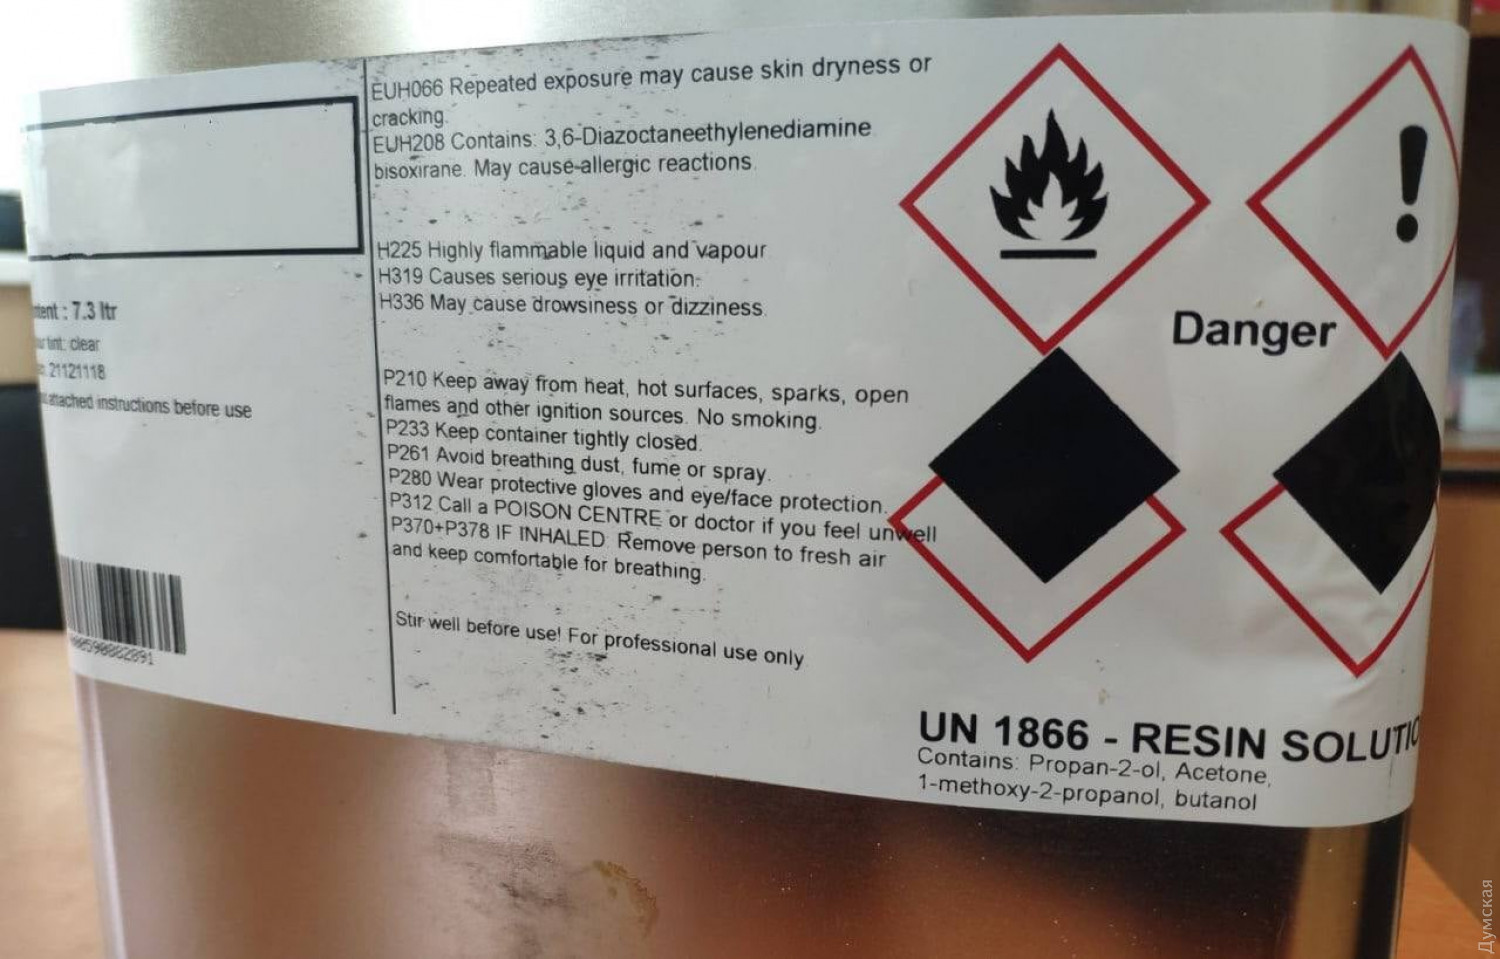 : 7.3 ltr
tint: clear
21121118
attached instructions before use
EUH066 Repeated exposure may cause skin dryness or
cracking.
EUH208 Contains: 3,6-Diazoctaneethylenediamine
bisoxirane. May cause allergic reactions.
H225 Highly flammable liquid and vapour
H319 Causes serious eye irritation.
H336 May cause drowsiness or dizziness.
P210 Keep away from heat, hot surfaces, sparks, open
flames and other ignition sources. No smoking.
P233 Keep container tightly closed.
P261 Avoid breathing dust, fume or spray.
P280 Wear protective gloves and eye/face protection.
P312 Call a POISON CENTRE or doctor if you feel unwell
P370+P378 IF INHALED: Remove person to fresh air
and keep comfortable for breathing.
Stir well before use! For professional use only
Danger
UN 1866 - RESIN SOLUTIO
Contains: Propan-2-ol, Acetone,
1-methoxy-2-propanol, butanol
Думская